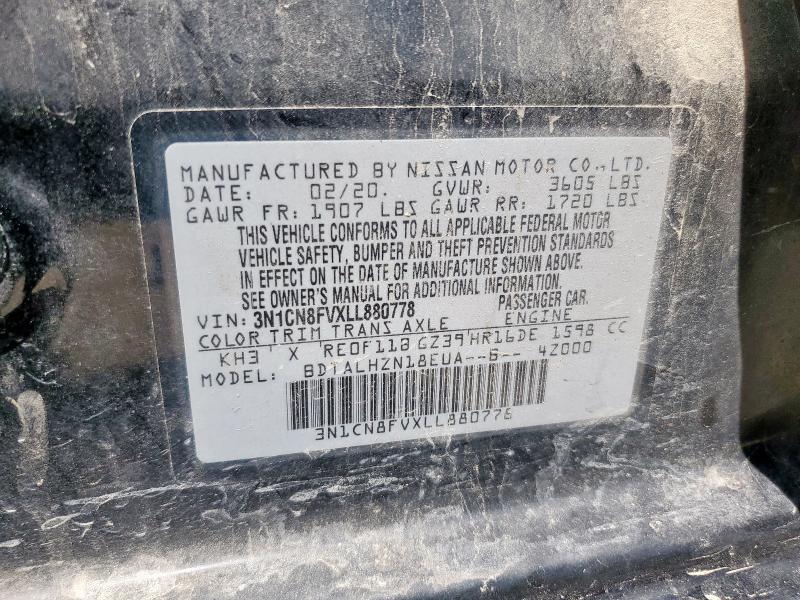 MANUFACTURED BY NISSAN MOTOR CO.,LTD.
DATE: 02/20. GVWR: 3605 LBS
GAWR FR: 1907 LBS GAWR RR: 1720 LBS
THIS VEHICLE CONFORMS TO ALL APPLICABLE FEDERAL MOTOR
VEHICLE SAFETY, BUMPER AND THEFT PREVENTION STANDARDS
IN EFFECT ON THE DATE OF MANUFACTURE SHOWN ABOVE.
SEE OWNER'S MANUAL FOR ADDITIONAL INFORMATION.
VIN: 3N1CN8FVXLL880778 PASSENGER CAR.
COLOR TRIM TRANS AXLE ENGINE
KH3 X RE0F11B GZ39 HR16DE 1598 CC
MODEL: BDTALHZN18EUA--6-- 4Z000
3N1CN8FVXLL880778